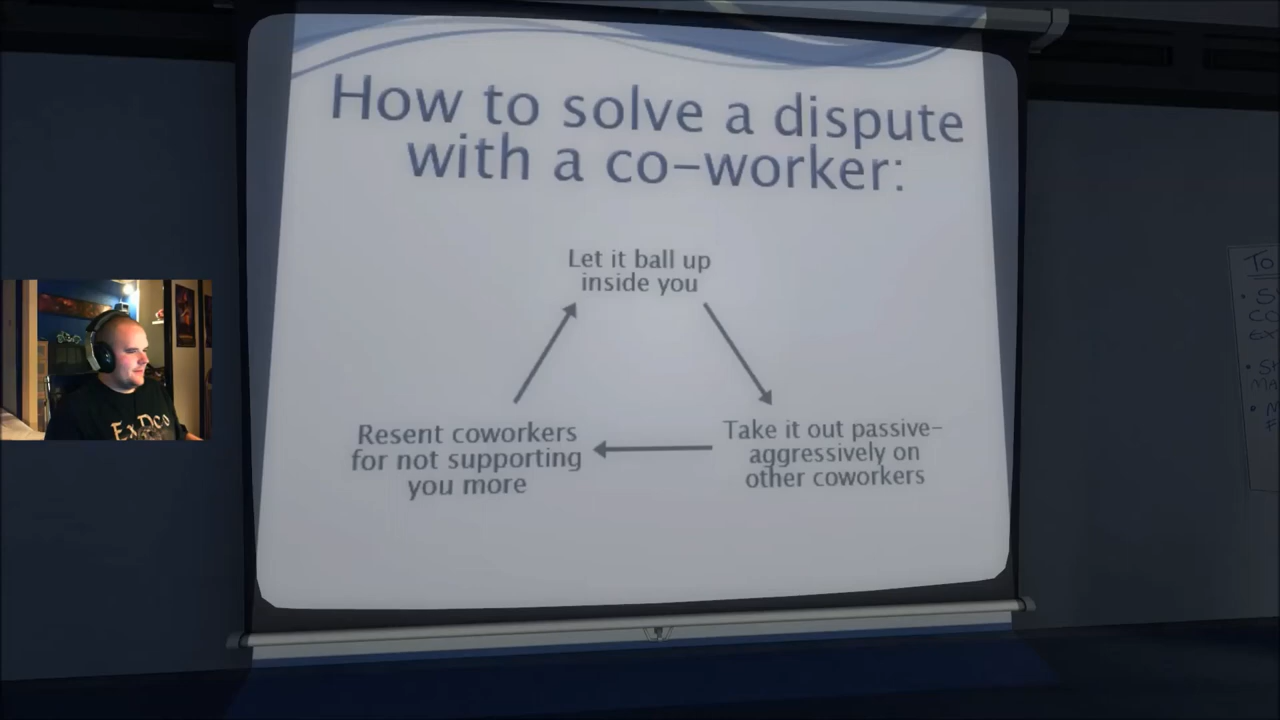 How to solve a dispute
with a co-worker:
Let it ball up
inside you
Take it out passive-
aggressively on
other coworkers
Resent coworkers
for not supporting
you more
To